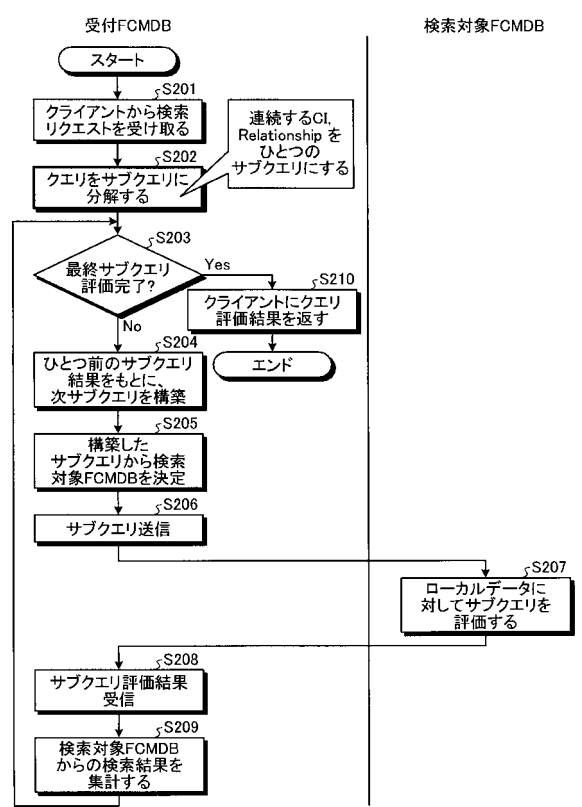 受付FCMDB
検索対象FCMDB
スタート
S201
クライアントから検索
リクエストを受け取る
連続するCI,
Relationship を
ひとつの
サブクエリにする
S202
クエリをサブクエリに
分解する
S203
最終サブクエリ
評価完了?
Yes
No
S210
クライアントにクエリ
評価結果を返す
エンド
S204
ひとつ前のサブクエリ
結果をもとに、
次サブクエリを構築
S205
構築した
サブクエリから検索
対象FCMDBを決定
S206
サブクエリ送信
S207
ローカルデータに
対してサブクエリを
評価する
S208
サブクエリ評価結果
受信
S209
検索対象FCMDB
からの検索結果を
集計する